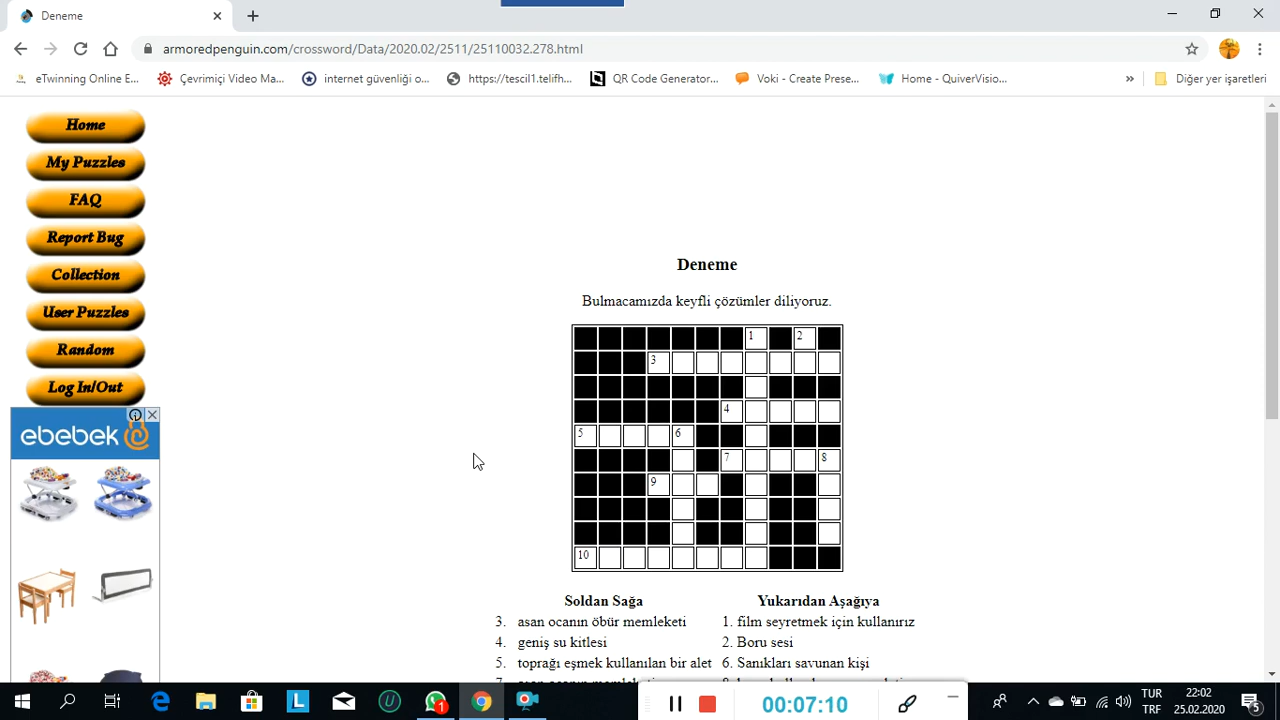 Deneme
armoredpenguin.com/crossword/Data/2020.02/2511/25110032.278.html
eTwinning Online E...
Çevrimiçi Video Ma...
internet güvenliği o...
https://tescil1.telifh...
QR Code Generator...
Voki - Create Prese...
Home - QuiverVisio...
»
Diğer yer işaretleri
Home
My Puzzles
FAQ
Report Bug
Collection
User Puzzles
Random
Log In/Out
ebebek
Deneme
Bulmacamızda keyfli çözümler diliyoruz.
1 2
3
4
5 6
7 8
9
10
Soldan Sağa
3. asan ocanın öbür memleketi
4. geniş su kitlesi
5. toprağı eşmek kullanılan bir alet
Yukarıdan Aşağıya
1. film seyretmek için kullanırız
2. Boru sesi
6. Sanıkları savunan kişi
1
00:07:10
TUR
TRF
22:02
25.02.2020
5